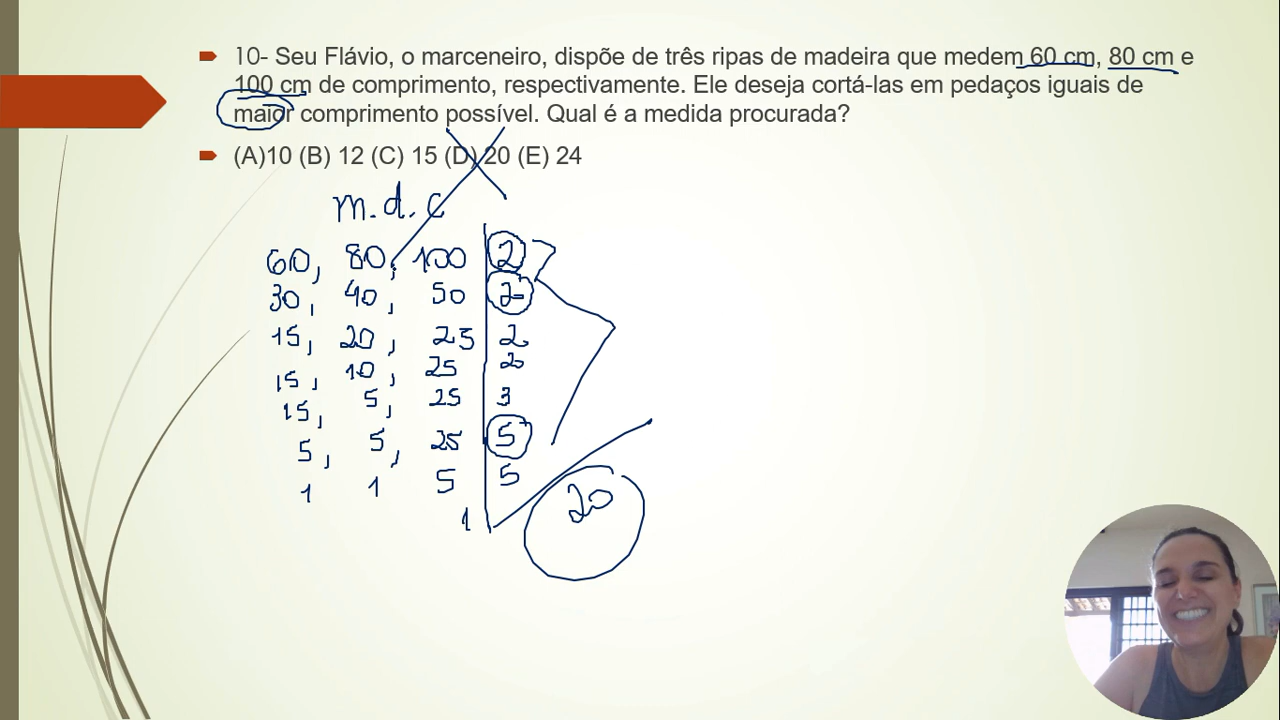 10- Seu Flávio, o marceneiro, dispõe de três ripas de madeira que medem 60 cm, 80 cm e
100 cm de comprimento, respectivamente. Ele deseja cortá-las em pedaços iguais de
maior comprimento possível. Qual é a medida procurada?
(A)10 (B) 12 (C) 15 (D) 20 (E) 24
m.d.c
60, 80, 100 2
30, 40, 50 2
15, 20, 25 2
15, 10, 25 2
15, 5, 25 3
5, 5, 25 5
1 1 5 5
1
20